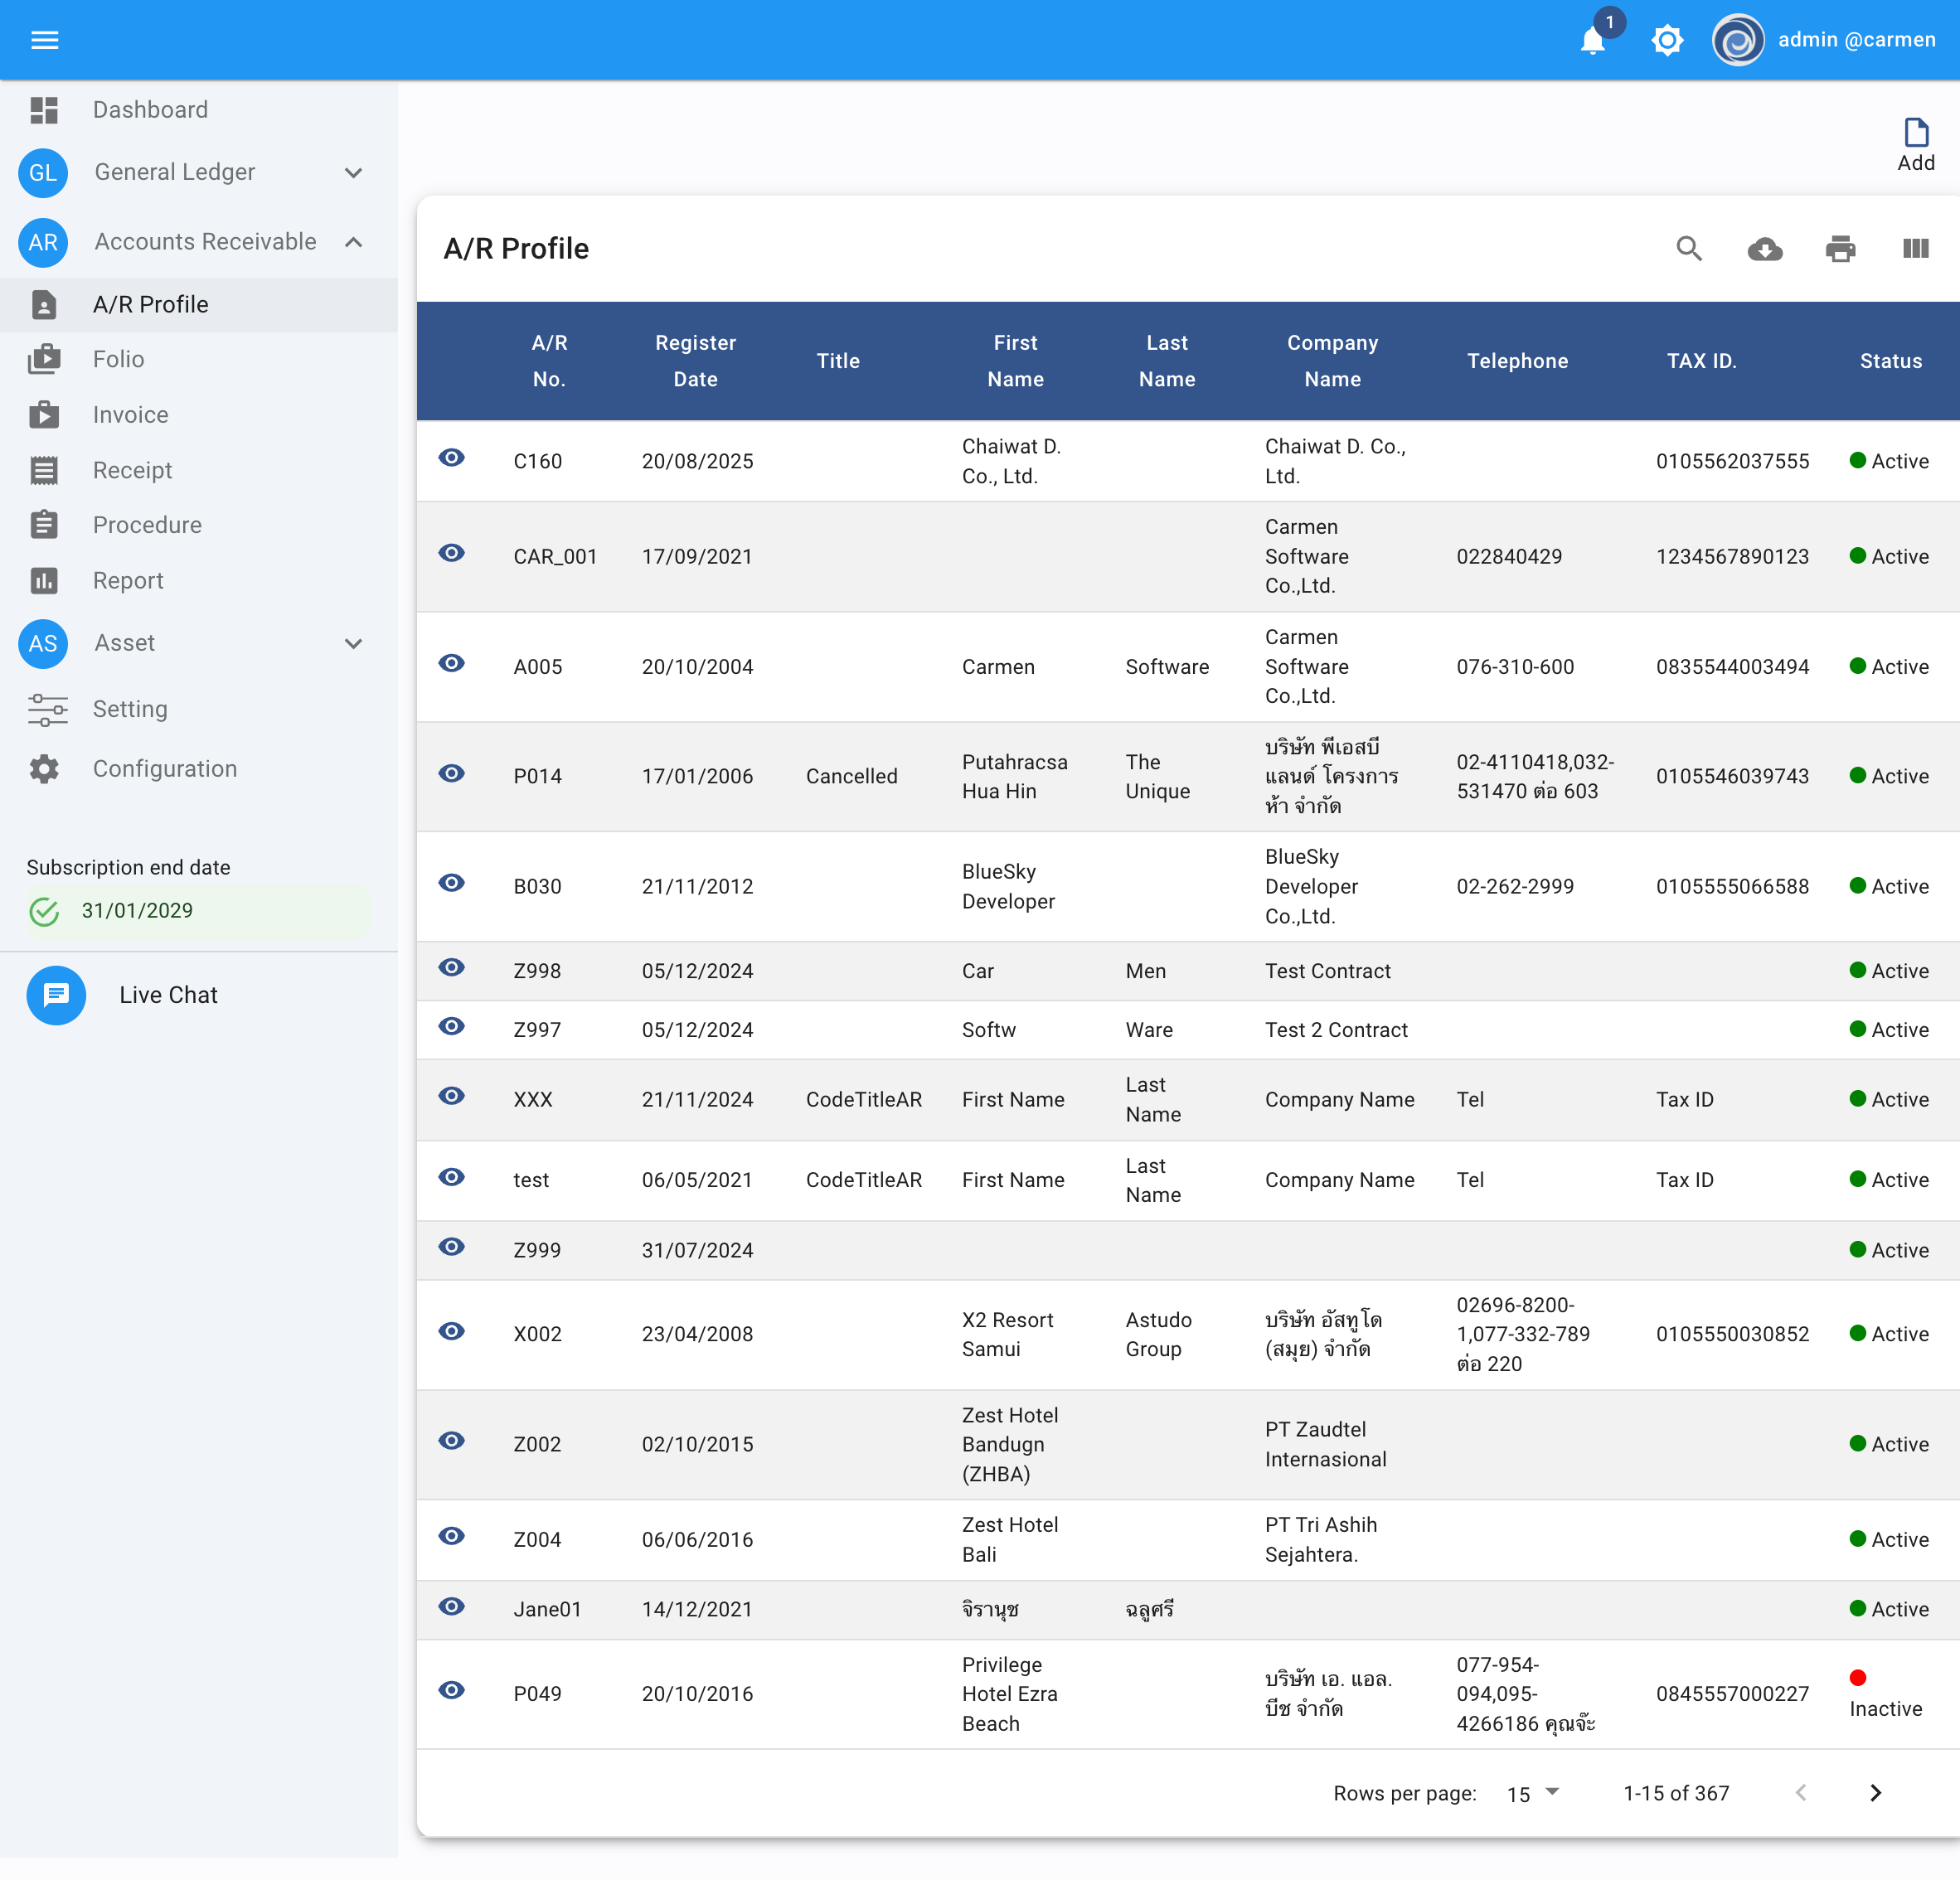 1
admin @carmen
Dashboard
GL General Ledger
AR Accounts Receivable
A/R Profile
Folio
Invoice
Receipt
Procedure
Report
AS Asset
Setting
Configuration
Subscription end date
31/01/2029
Live Chat
Add
A/R Profile
A/R No. Register Date Title First Name Last Name Company Name Telephone TAX ID. Status
C160 20/08/2025 Chaiwat D. Co., Ltd. Chaiwat D. Co., Ltd. 0105562037555 Active
CAR_001 17/09/2021 Carmen Software Co.,Ltd. 022840429 1234567890123 Active
A005 20/10/2004 Carmen Software Carmen Software Co.,Ltd. 076-310-600 0835544003494 Active
P014 17/01/2006 Cancelled Putahracsa Hua Hin The Unique บริษัท พีเอสบี แลนด์ โครงการ ห้า จำกัด 02-4110418,032-531470 ต่อ 603 0105546039743 Active
B030 21/11/2012 BlueSky Developer BlueSky Developer Co.,Ltd. 02-262-2999 0105555066588 Active
Z998 05/12/2024 Car Men Test Contract Active
Z997 05/12/2024 Softw Ware Test 2 Contract Active
XXX 21/11/2024 CodeTitleAR First Name Last Name Company Name Tel Tax ID Active
test 06/05/2021 CodeTitleAR First Name Last Name Company Name Tel Tax ID Active
Z999 31/07/2024 Active
X002 23/04/2008 X2 Resort Samui Astudo Group บริษัท อัสทูโด (สมุย) จำกัด 02696-8200-1,077-332-789 ต่อ 220 0105550030852 Active
Z002 02/10/2015 Zest Hotel Bandugn (ZHBA) PT Zaudtel Internasional Active
Z004 06/06/2016 Zest Hotel Bali PT Tri Ashih Sejahtera. Active
Jane01 14/12/2021 จิรานุช ฉลูศรี Active
P049 20/10/2016 Privilege Hotel Ezra Beach บริษัท เอ. แอล. บีช จำกัด 077-954-094,095-4266186 คุณจ๊ะ 0845557000227 Inactive
Rows per page: 15 1-15 of 367